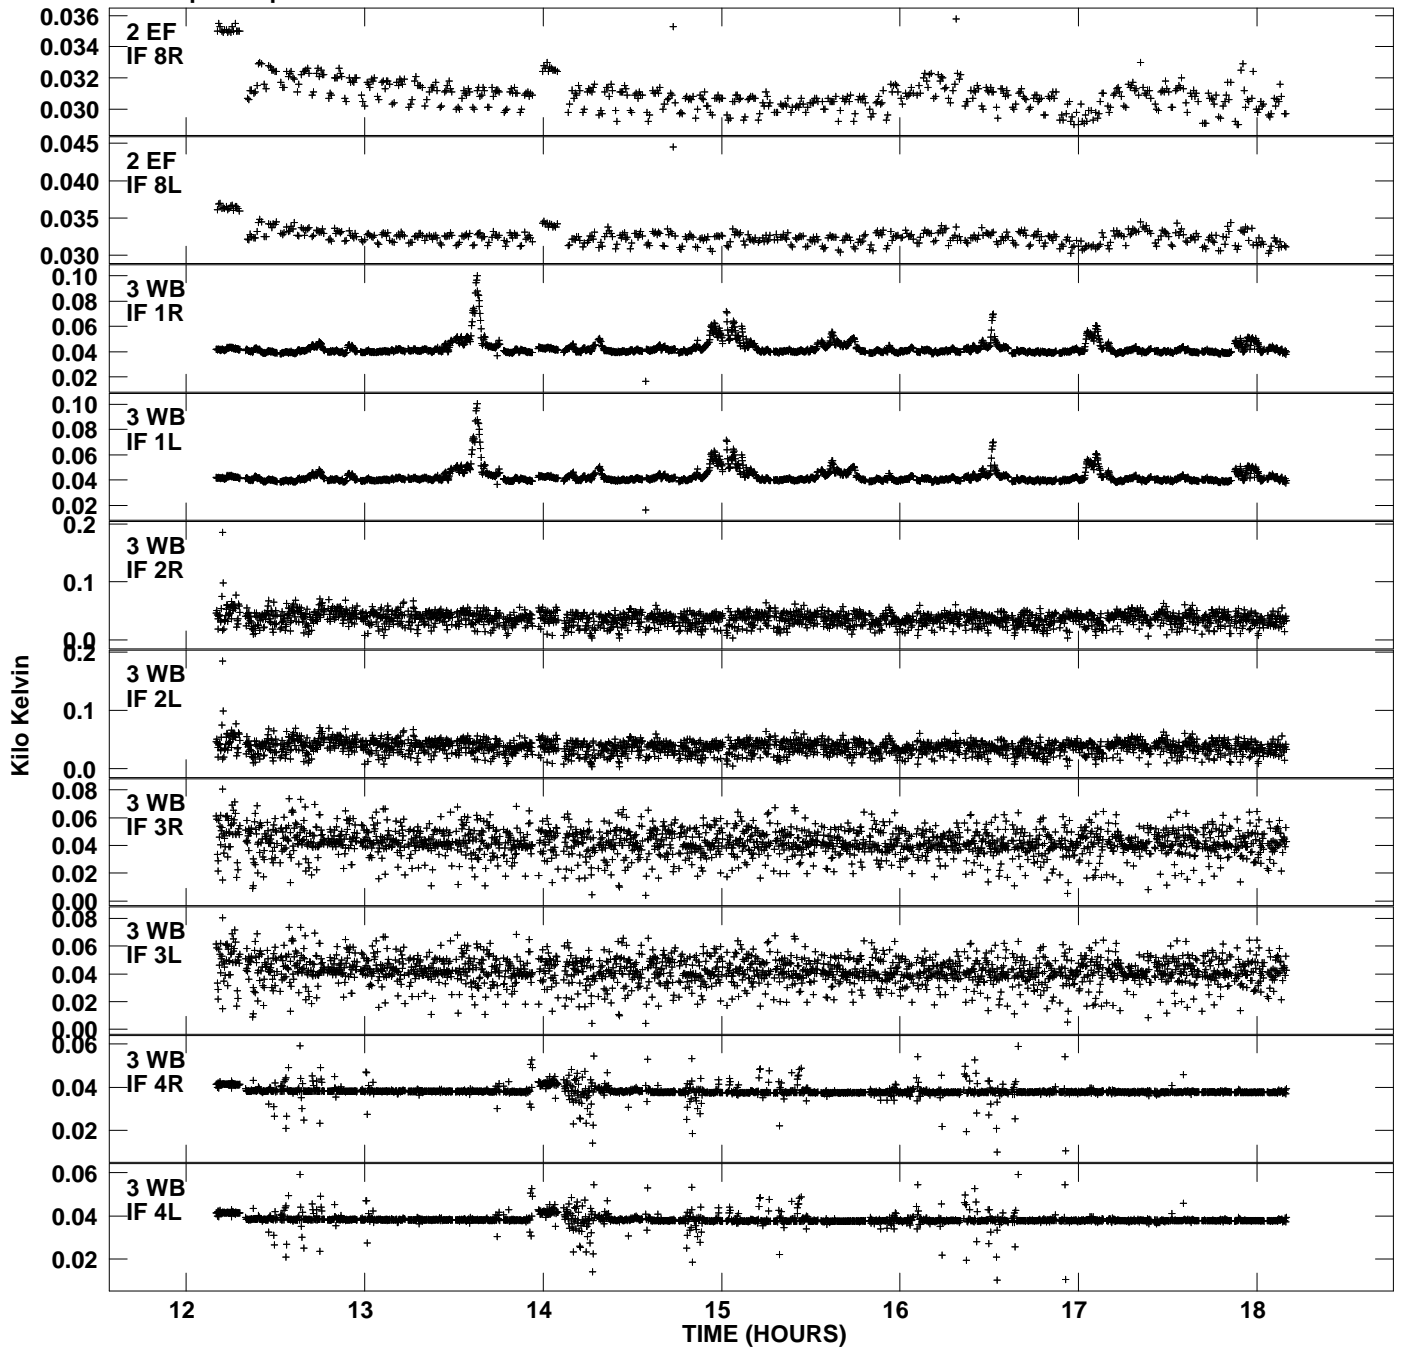 0.036
0.034
0.032
0.030
2 EF
IF 8R
0.045
0.040
0.035
0.030
2 EF
IF 8L
0.10
0.08
0.06
0.04
0.02
3 WB
IF 1R
0.10
0.08
0.06
0.04
0.02
3 WB
IF 1L
0.2
0.1
0.0
3 WB
IF 2R
0.2
0.1
0.0
3 WB
IF 2L
0.08
0.06
0.04
0.02
0.00
3 WB
IF 3R
0.08
0.06
0.04
0.02
0.00
3 WB
IF 3L
0.06
0.04
0.02
3 WB
IF 4R
0.06
0.04
0.02
3 WB
IF 4L
Kilo Kelvin
12 13 14 15 16 17 18
TIME (HOURS)